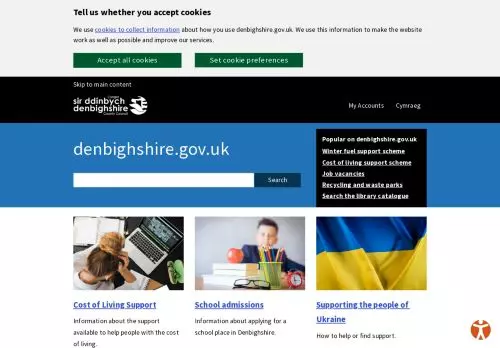 Tell us whether you accept cookies
We use cookies to collect information about how you use denbighshire.gov.uk. We use this information to make the website
work as well as possible and improve our services.
Accept all cookies
Set cookie preferences
Skip to main content
sir ddinbych
denbighshire
County Council
My Accounts
Cymraeg
denbighshire.gov.uk
Search
Popular on denbighshire.gov.uk
Winter fuel support scheme
Cost of living support scheme
Job vacancies
Recycling and waste parks
Search the library catalogue
Cost of Living Support
Information about the support
available to help people with the cost
of living.
School admissions
Information about applying for a
school place in Denbighshire.
Supporting the people of
Ukraine
How to help or find support.